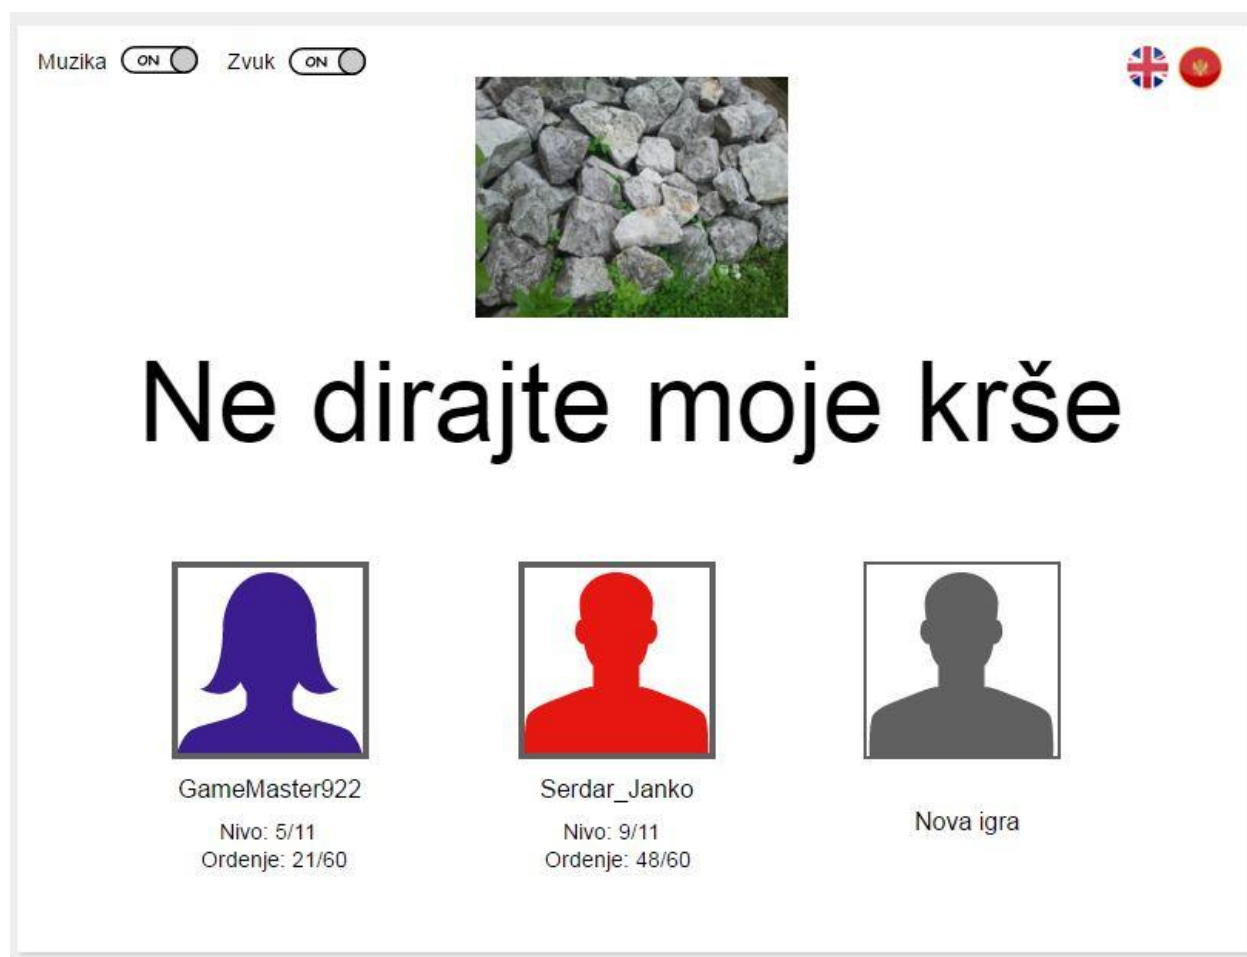 Muzika ON Zvuk ON
Ne dirajte moje krše
GameMaster922
Nivo: 5/11
Ordenje: 21/60
Serdar_Janko
Nivo: 9/11
Ordenje: 48/60
Nova igra